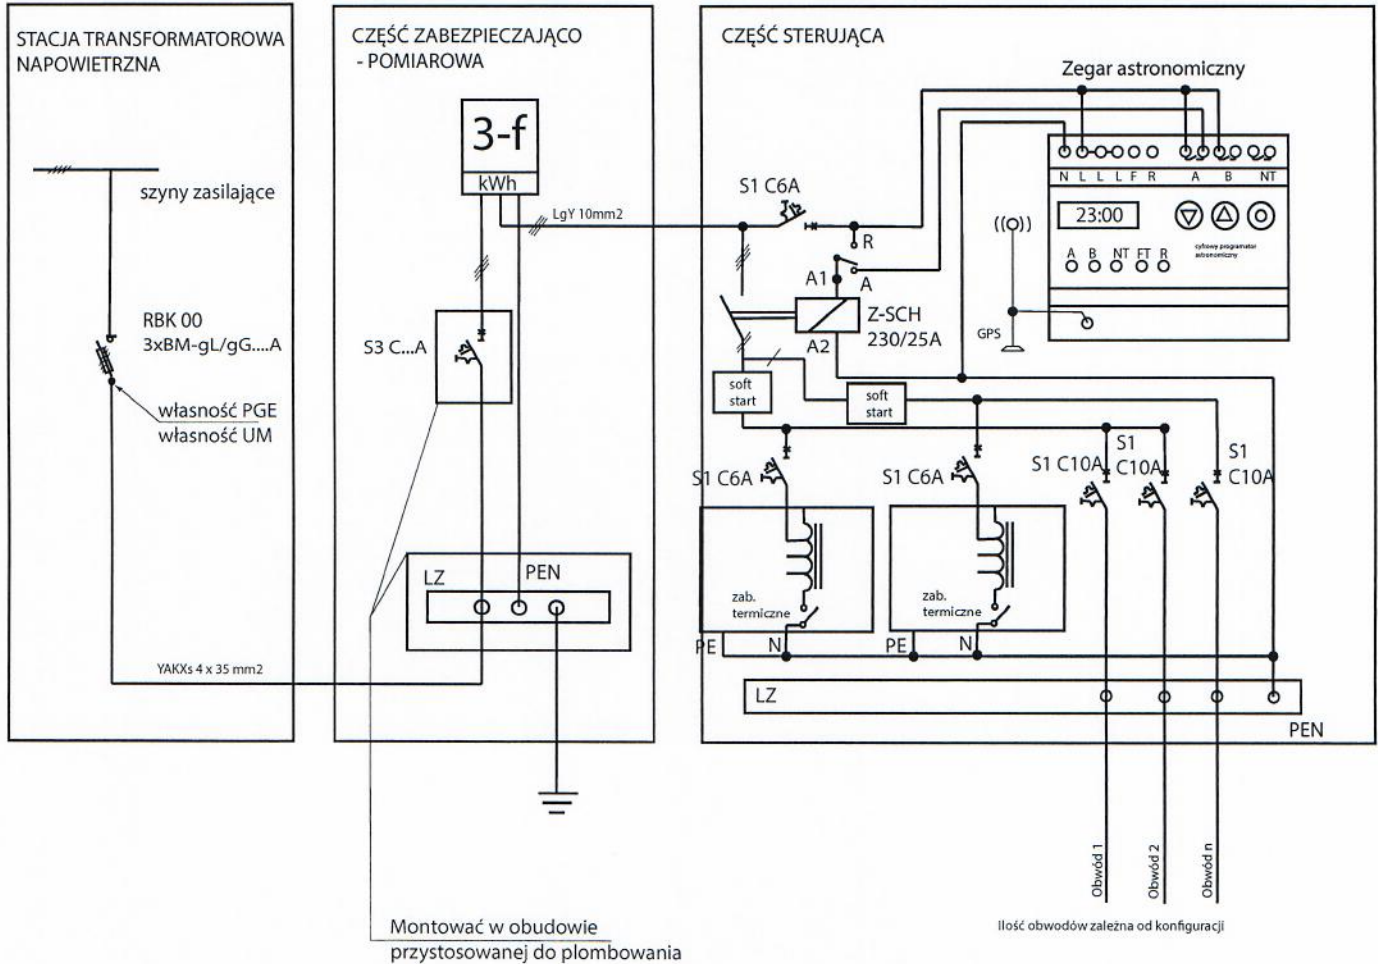 STACJA TRANSFORMATOROWA
NAPOWIETRZNA
szyny zasilające
RBK 00
3xBM-gL/gG....A
własność PGE
własność UM
YAKXs 4 x 35 mm2
CZĘŚĆ ZABEZPIECZAJĄCO
- POMIAROWA
3-f
kWh
LgY 10mm2
S3 C...A
LZ
PEN
Montować w obudowie
przystosowanej do plombowania
CZĘŚĆ STERUJĄCA
Zegar astronomiczny
N L L L F R A B NT
23:00
cyfrowy programator
astronomiczny
A B NT FT R
((O))
GPS
S1 C6A
R
A1
A
Z-SCH
230/25A
A2
soft
start
soft
start
S1 C6A
S1 C6A
S1 C10A
S1
C10A
S1
C10A
zab.
termiczne
zab.
termiczne
PE
N
PE
N
LZ
PEN
Obwód 1
Obwód 2
Obwód n
Ilość obwodów zależna od konfiguracji